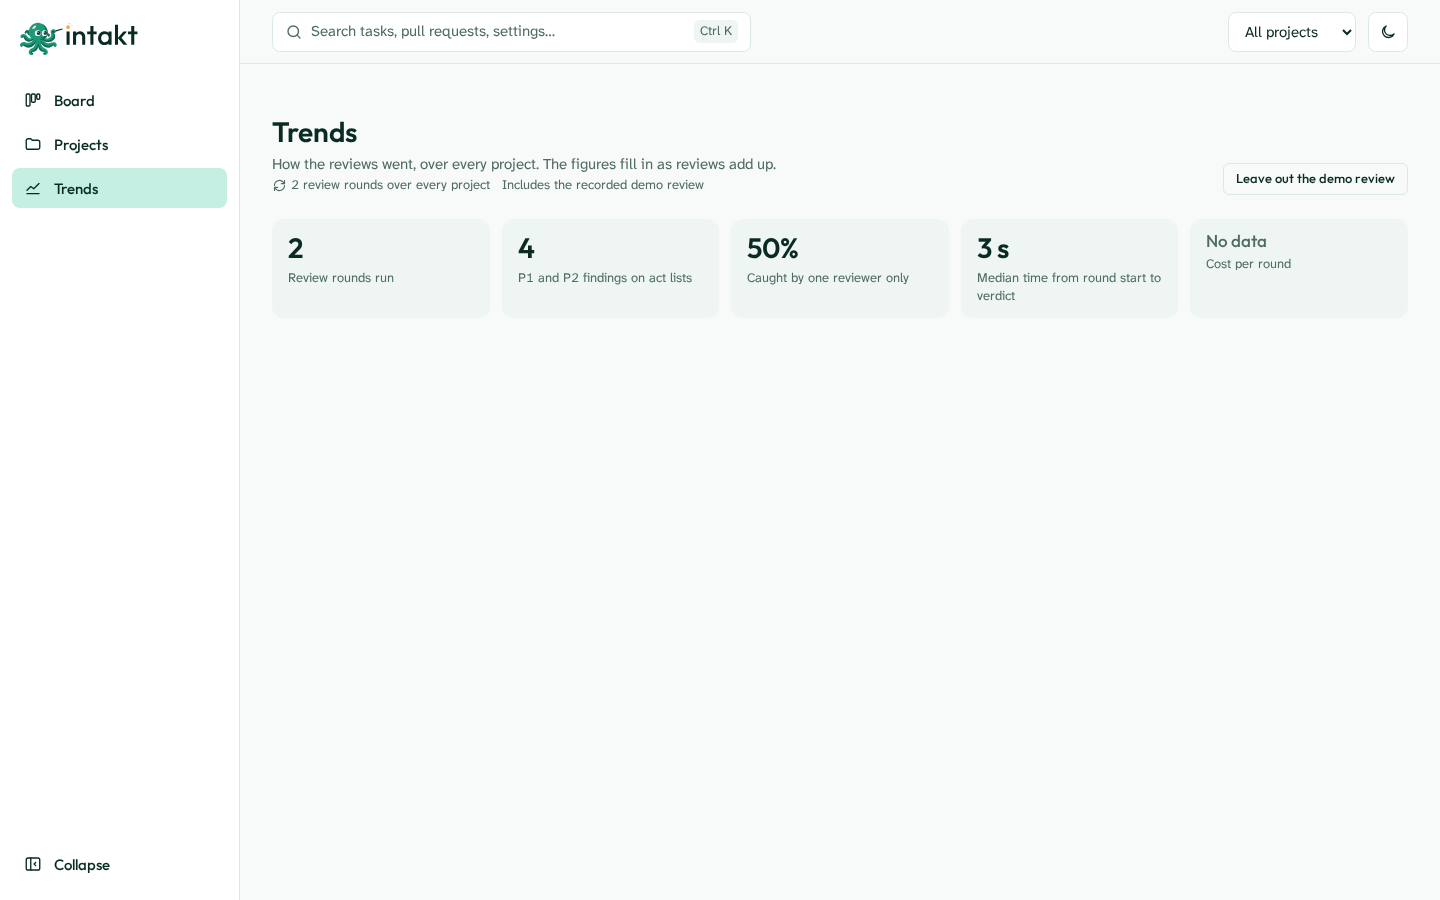 intakt
Search tasks, pull requests, settings...
Ctrl K
All projects
Board
Projects
Trends
Trends
How the reviews went, over every project. The figures fill in as reviews add up.
2 review rounds over every project Includes the recorded demo review
Leave out the demo review
2
Review rounds run
4
P1 and P2 findings on act lists
50%
Caught by one reviewer only
3 s
Median time from round start to
verdict
No data
Cost per round
Collapse